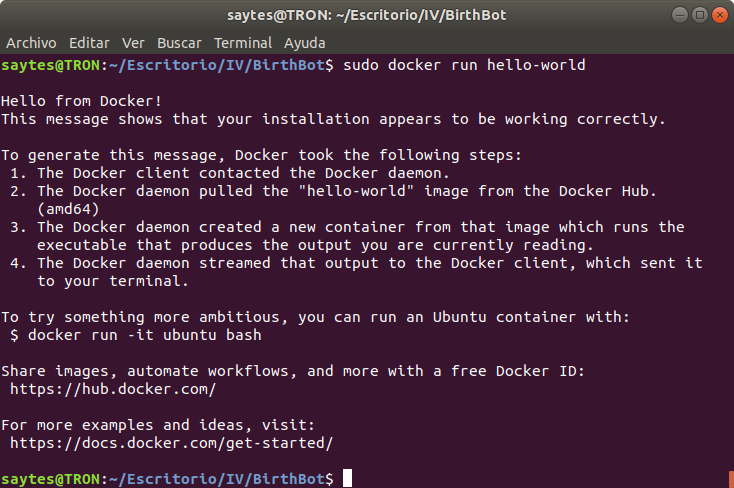 saytes@TRON: ~/Escritorio/IV/BirthBot
Archivo Editar Ver Buscar Terminal Ayuda
saytes@TRON:~/Escritorio/IV/BirthBot$ sudo docker run hello-world
Hello from Docker!
This message shows that your installation appears to be working correctly.
To generate this message, Docker took the following steps:
1. The Docker client contacted the Docker daemon.
2. The Docker daemon pulled the "hello-world" image from the Docker Hub.
(amd64)
3. The Docker daemon created a new container from that image which runs the
executable that produces the output you are currently reading.
4. The Docker daemon streamed that output to the Docker client, which sent it
to your terminal.
To try something more ambitious, you can run an Ubuntu container with:
$ docker run -it ubuntu bash
Share images, automate workflows, and more with a free Docker ID:
https://hub.docker.com/
For more examples and ideas, visit:
https://docs.docker.com/get-started/
saytes@TRON:~/Escritorio/IV/BirthBot$